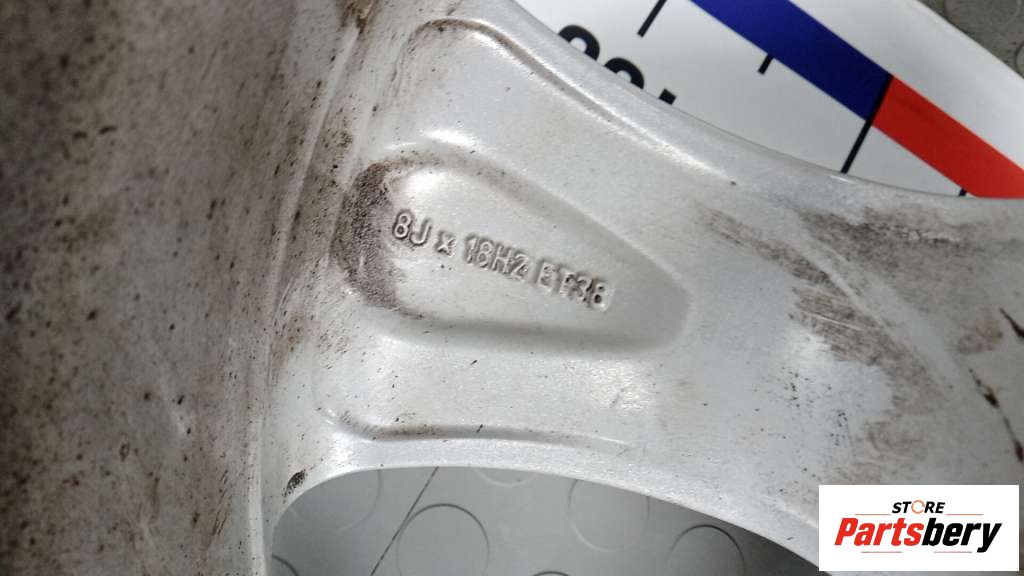 8J x 18H2 ET38
STORE
Partsbery